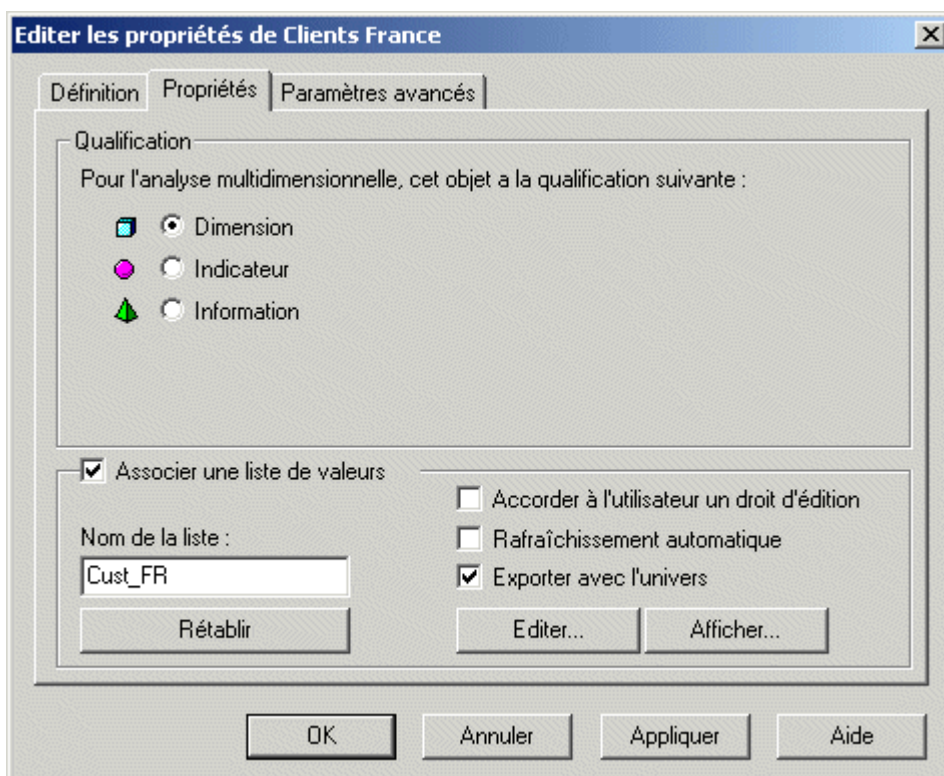 Editer les propriétés de Clients France
Définition
Propriétés
Paramètres avancés
Qualification
Pour l'analyse multidimensionnelle, cet objet a la qualification suivante :
Dimension
Indicateur
Information
Associer une liste de valeurs
Nom de la liste :
Cust_FR
Rétablir
Accorder à l'utilisateur un droit d'édition
Rafraîchissement automatique
Exporter avec l'univers
Editer...
Afficher...
OK
Annuler
Appliquer
Aide